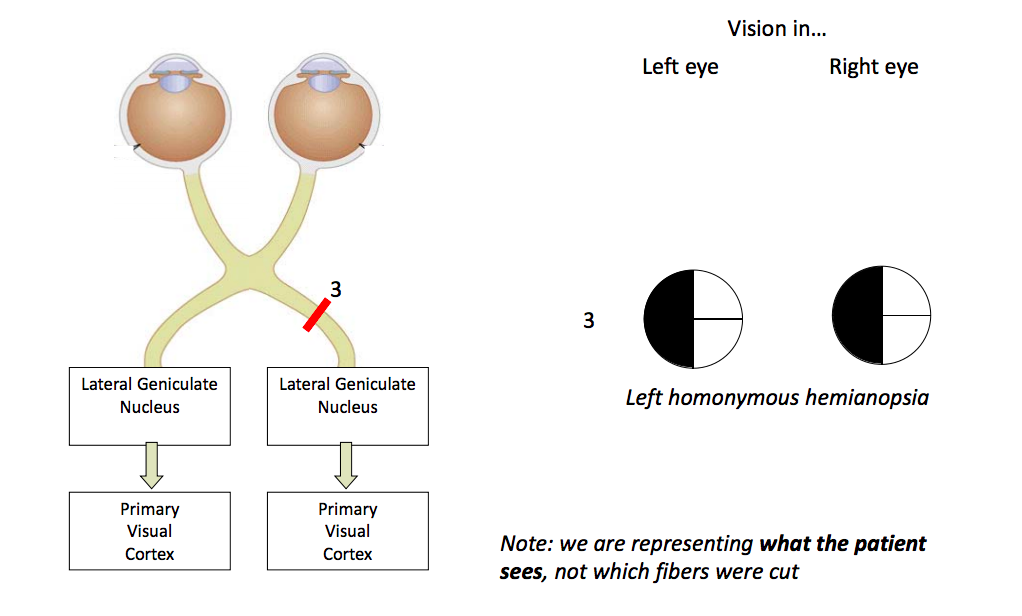 Vision in...
Left eye
Right eye
3
3
Left homonymous hemianopsia
Lateral Geniculate
Nucleus
Lateral Geniculate
Nucleus
Primary
Visual
Cortex
Primary
Visual
Cortex
Note: we are representing what the patient
sees, not which fibers were cut